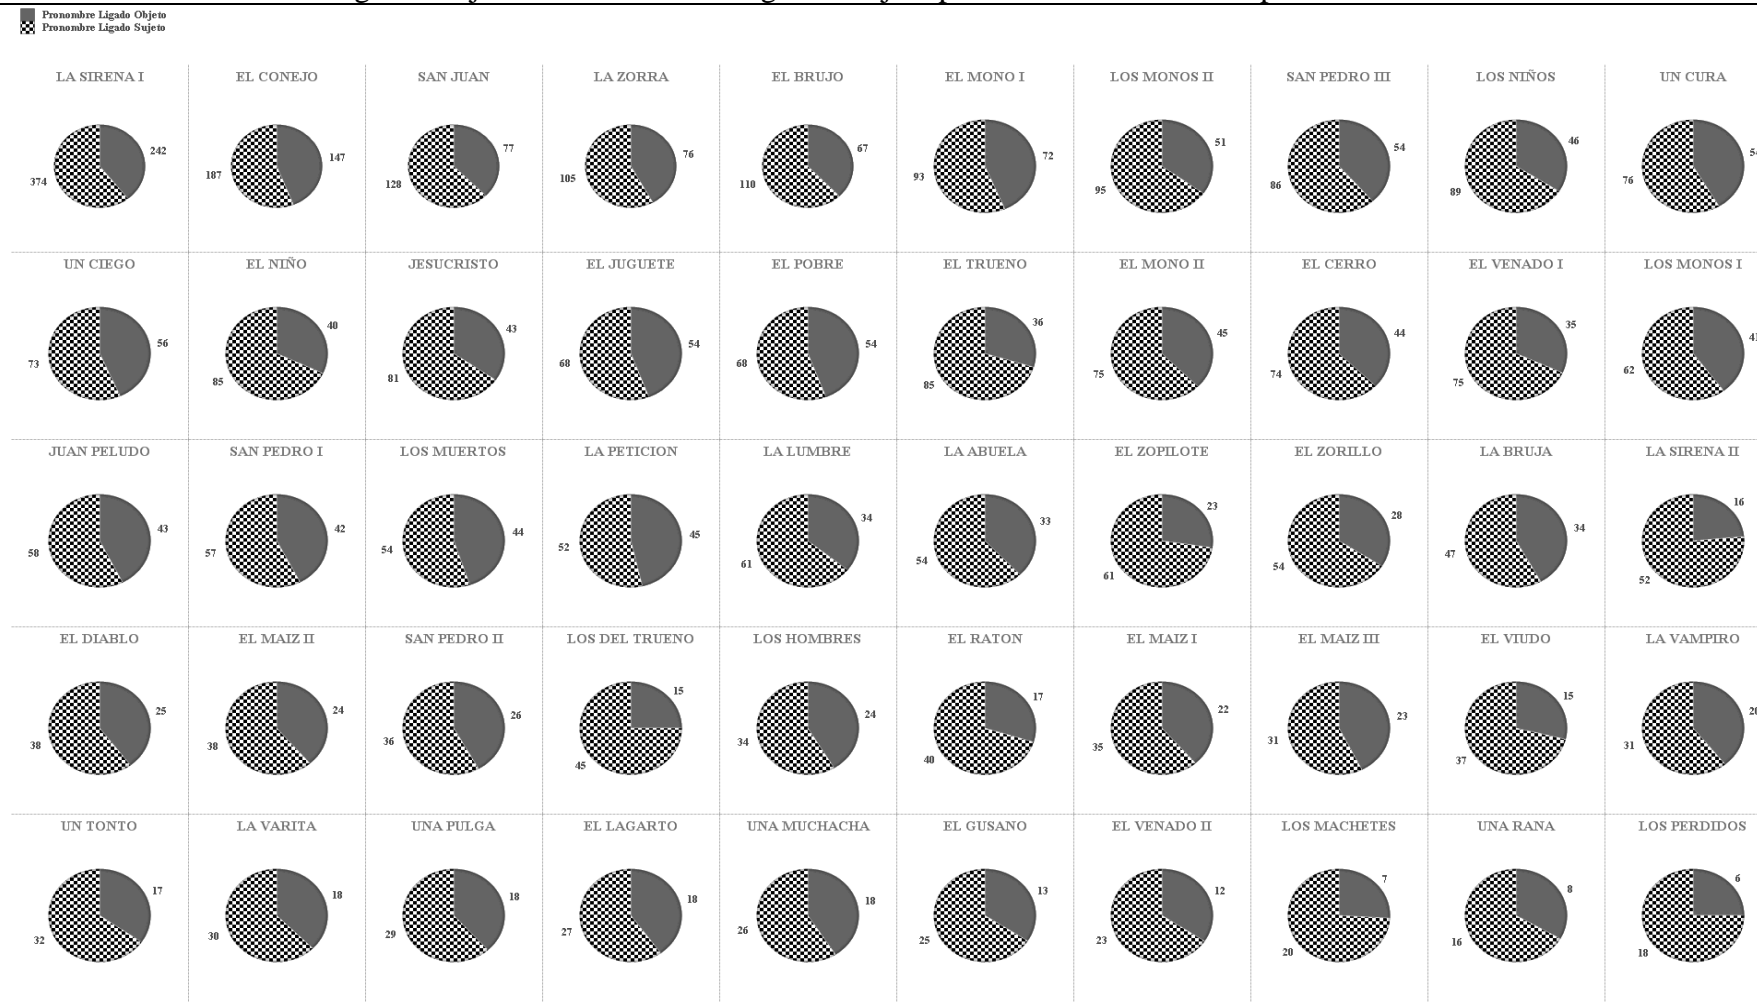 Pronombre Ligado Objeto
Pronombre Ligado Sujeto
LA SIRENA I
242
374
EL CONEJO
147
187
SAN JUAN
77
128
LA ZORRA
76
105
EL BRUJO
67
110
EL MONO I
72
93
LOS MONOS II
51
95
SAN PEDRO III
54
86
LOS NIÑOS
46
89
UN CURA
54
76
UN CIEGO
56
73
EL NIÑO
40
85
JESUCRISTO
43
81
EL JUGUETE
54
68
EL POBRE
54
68
EL TRUENO
36
85
EL MONO II
45
75
EL CERRO
44
74
EL VENADO I
35
75
LOS MONOS I
41
62
JUAN PELUDO
43
58
SAN PEDRO I
42
57
LOS MUERTOS
44
54
LA PETICION
45
52
LA LUMBRE
34
61
LA ABUELA
33
54
EL ZOPILOTE
23
61
EL ZORILLO
28
54
LA BRUJA
34
47
LA SIRENA II
16
52
EL DIABLO
25
38
EL MAIZ II
24
38
SAN PEDRO II
26
36
LOS DEL TRUENO
15
45
LOS HOMBRES
24
34
EL RATON
17
40
EL MAIZ I
22
35
EL MAIZ III
23
31
EL VIUDO
15
37
LA VAMPIRO
20
31
UN TONTO
17
32
LA VARITA
18
30
UNA PULGA
18
29
EL LAGARTO
18
27
UNA MUCHACHA
18
26
EL GUSANO
13
25
EL VENADO II
12
23
LOS MACHETES
7
20
UNA RANA
8
16
LOS PERDIDOS
6
18